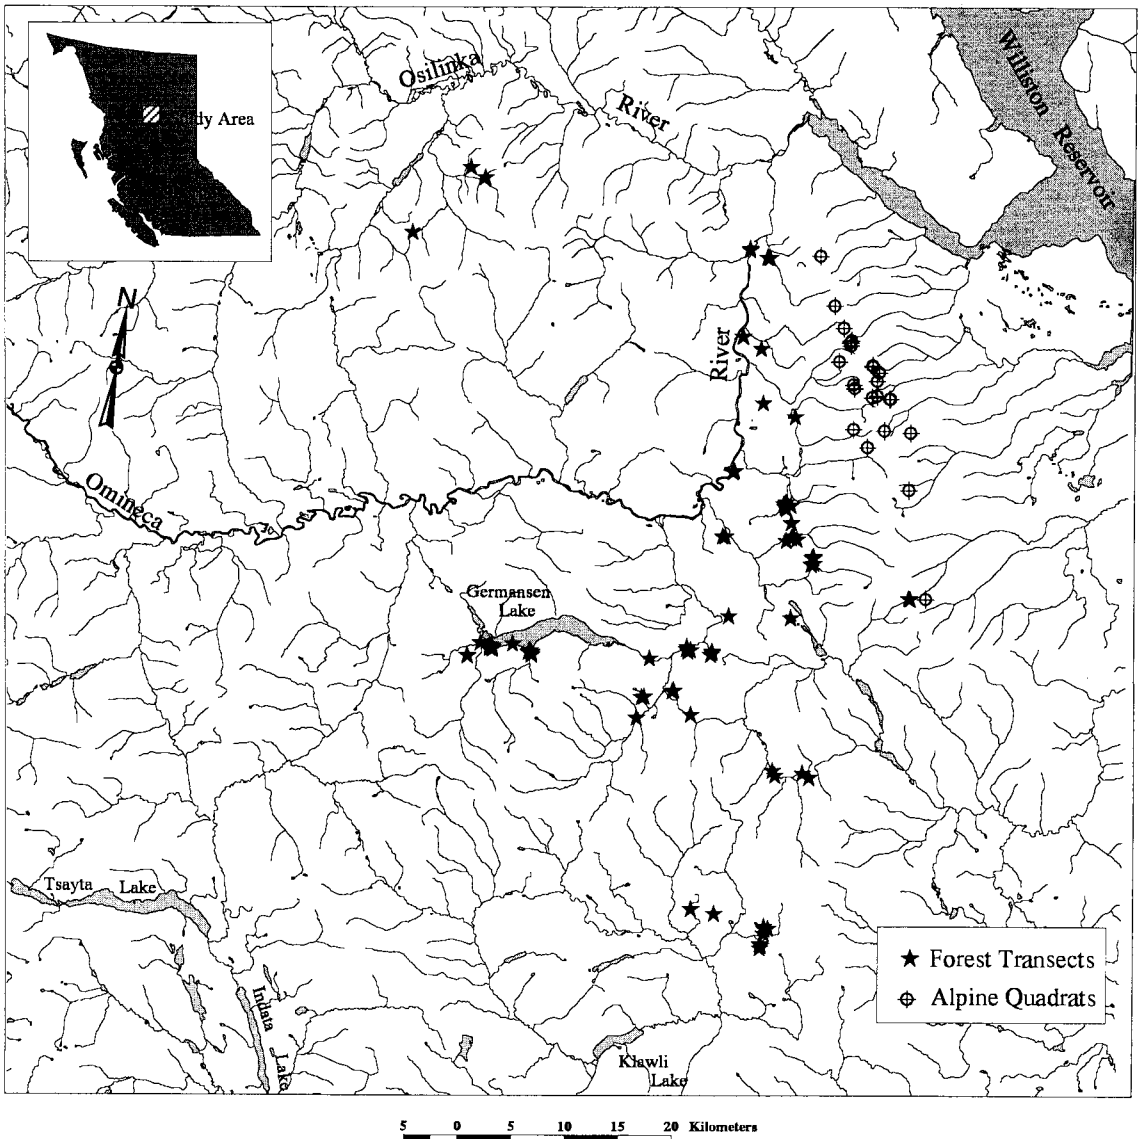 Osilinka
River
Williston Reservoir
dy Area
N
River
Omineca
Germansen
Lake
Tsayta Lake
Indata Lake
Klawli
Lake
Forest Transects
Alpine Quadrats
5 0 5 10 15 20 Kilometers